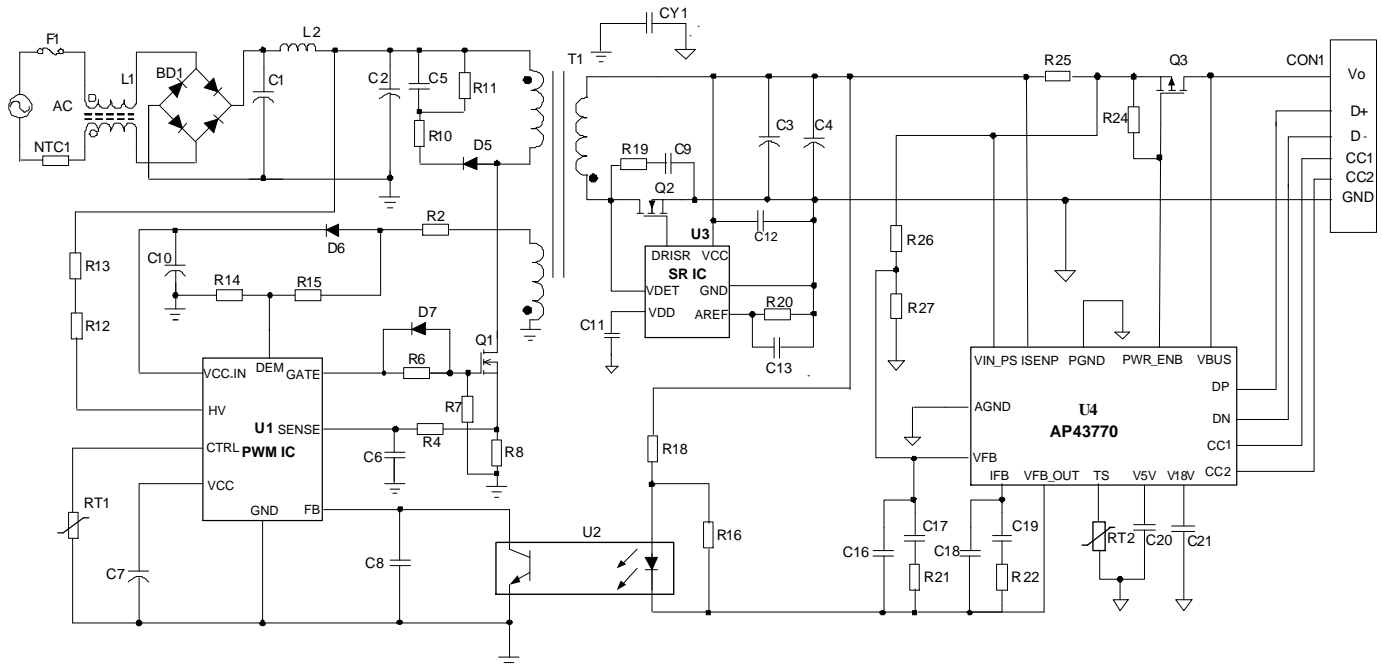 CY1
F1
L2
T1
R25
Q3
CON1
L1
BD1
C1
C2
C5
R11
Vo
AC
D+
R24
R10
C3
C4
D -
NTC1
D5
R19
C9
CC1
Q2
CC2
GND
R2
U3
C12
D6
R26
R13
C10
DRISR
VCC
SR IC
R14
R15
VDET
GND
R20
R27
R12
D7
C11
VDD
AREF
Q1
C13
VCC.IN
DEM
GATE
R6
VIN_PS
ISENP
PGND
PWR_ENB
VBUS
DP
HV
R7
AGND
U4
DN
U1
SENSE
AP43770
CTRL
PWM IC
R4
R8
R18
CC1
C6
VFB
CC2
VCC
IFB
VFB_OUT
TS
V5V
V18V
RT1
GND
FB
C17
C19
U2
R16
RT2
C20
C21
C16
C18
C7
C8
R21
R22